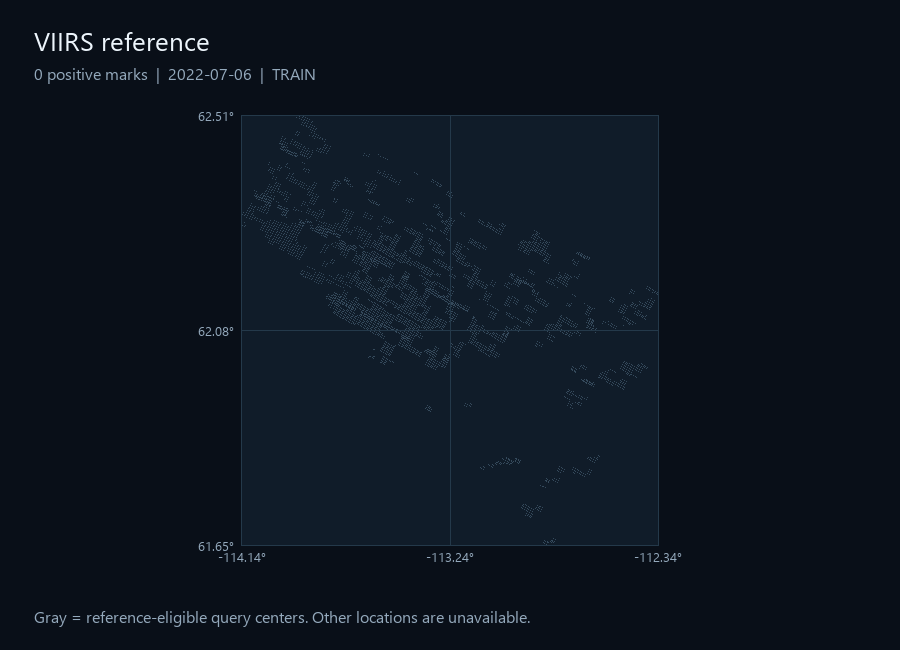 VIIRS reference
0 positive marks | 2022-07-06 | TRAIN
62.51°
62.08°
61.65°
-114.14°
-113.24°
-112.34°
Gray = reference-eligible query centers. Other locations are unavailable.